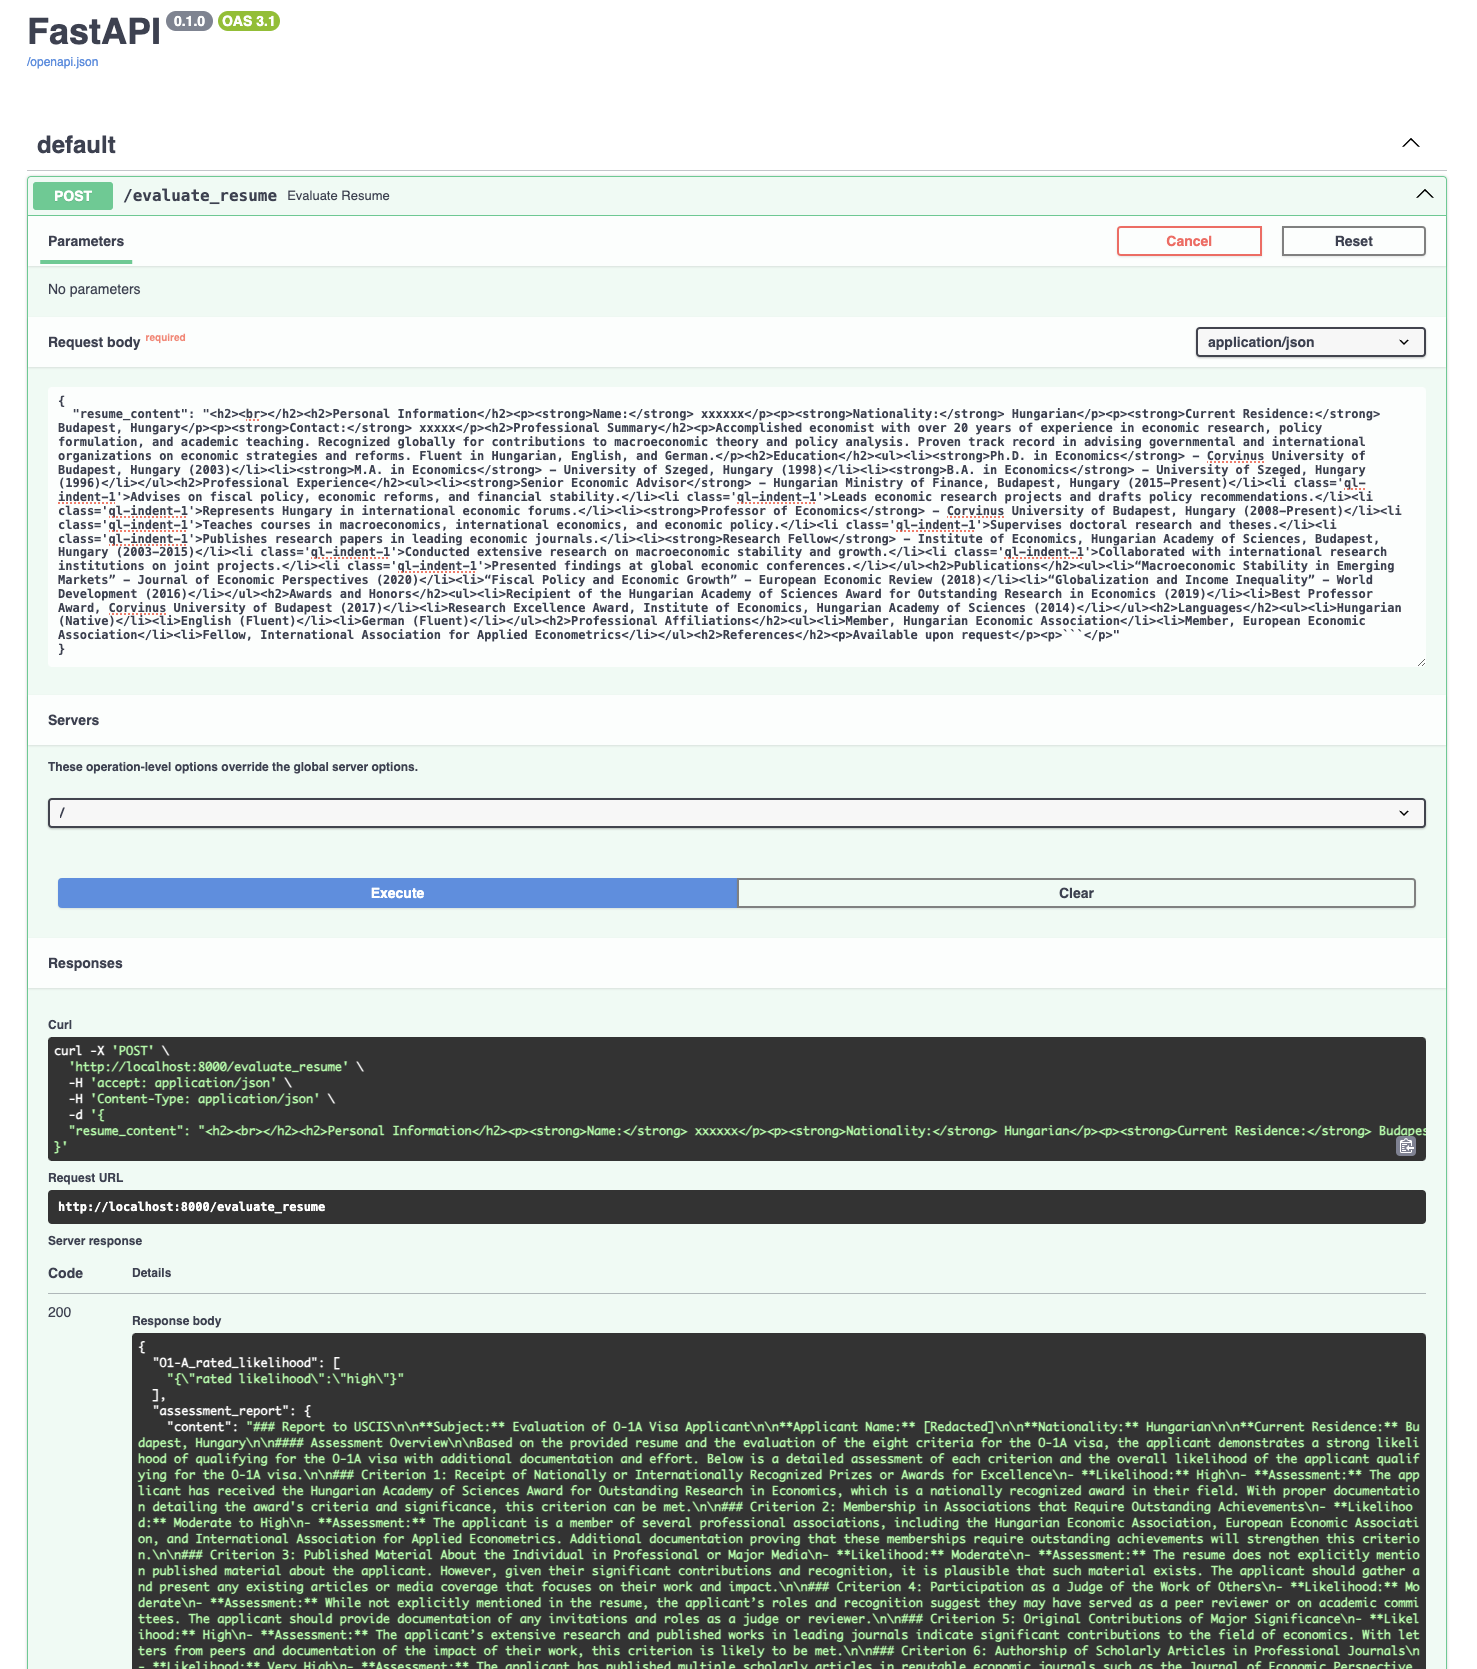 FastAPI 0.1.0 OAS 3.1
/openapi.json
default
POST /evaluate_resume Evaluate Resume
Parameters
Cancel
Reset
No parameters
Request body required
application/json
{
"resume_content": "<h2><br></h2><h2>Personal Information</h2><p><strong>Name:</strong> xxxxxx</p><p><strong>Nationality:</strong> Hungarian</p><p><strong>Current Residence:</strong>
Budapest, Hungary</p><p><strong>Contact:</strong> xxxxx</p><h2>Professional Summary</h2><p>Accomplished economist with over 20 years of experience in economic research, policy
formulation, and academic teaching. Recognized globally for contributions to macroeconomic theory and policy analysis. Proven track record in advising governmental and international
organizations on economic strategies and reforms. Fluent in Hungarian, English, and German.</p><h2>Education</h2><ul><li><strong>Ph.D. in Economics</strong> – Corvinus University of
Budapest, Hungary (2003)</li><li><strong>M.A. in Economics</strong> – University of Szeged, Hungary (1998)</li><li><strong>B.A. in Economics</strong> – University of Szeged, Hungary
(1996)</li></ul><h2>Professional Experience</h2><ul><li><strong>Senior Economic Advisor</strong> – Hungarian Ministry of Finance, Budapest, Hungary (2015-Present)</li><li class='ql-
indent-1'>Advises on fiscal policy, economic reforms, and financial stability.</li><li class='ql-indent-1'>Leads economic research projects and drafts policy recommendations.</li><li
class='ql-indent-1'>Represents Hungary in international economic forums.</li><li><strong>Professor of Economics</strong> – Corvinus University of Budapest, Hungary (2008-Present)</li><li
class='ql-indent-1'>Teaches courses in macroeconomics, international economics, and economic policy.</li><li class='ql-indent-1'>Supervises doctoral research and theses.</li><li
class='ql-indent-1'>Publishes research papers in leading economic journals.</li><li><strong>Research Fellow</strong> – Institute of Economics, Hungarian Academy of Sciences, Budapest,
Hungary (2003-2015)</li><li class='ql-indent-1'>Conducted extensive research on macroeconomic stability and growth.</li><li class='ql-indent-1'>Collaborated with international research
institutions on joint projects.</li><li class='ql-indent-1'>Presented findings at global economic conferences.</li></ul><h2>Publications</h2><ul><li>“Macroeconomic Stability in Emerging
Markets” – Journal of Economic Perspectives (2020)</li><li>“Fiscal Policy and Economic Growth” – European Economic Review (2018)</li><li>“Globalization and Income Inequality” – World
Development (2016)</li></ul><h2>Awards and Honors</h2><ul><li>Recipient of the Hungarian Academy of Sciences Award for Outstanding Research in Economics (2019)</li><li>Best Professor
Award, Corvinus University of Budapest (2017)</li><li>Research Excellence Award, Institute of Economics, Hungarian Academy of Sciences (2014)</li></ul><h2>Languages</h2><ul><li>Hungarian
(Native)</li><li>English (Fluent)</li><li>German (Fluent)</li></ul><h2>Professional Affiliations</h2><ul><li>Member, Hungarian Economic Association</li><li>Member, European Economic
Association</li><li>Fellow, International Association for Applied Econometrics</li></ul><h2>References</h2><p>Available upon request</p><p>```</p>"
}
Servers
These operation-level options override the global server options.
/
Execute
Clear
Responses
Curl
curl -X 'POST' \
'http://localhost:8000/evaluate_resume' \
-H 'accept: application/json' \
-H 'Content-Type: application/json' \
-d '{
"resume_content": "<h2><br></h2><h2>Personal Information</h2><p><strong>Name:</strong> xxxxxx</p><p><strong>Nationality:</strong> Hungarian</p><p><strong>Current Residence:</strong> Budapes
}'
Request URL
http://localhost:8000/evaluate_resume
Server response
Code Details
200
Response body
{
"O1-A_rated_likelihood": [
"{\"rated likelihood\":\"high\"}"
],
"assessment_report": {
"content": "### Report to USCIS\n\n**Subject:** Evaluation of O-1A Visa Applicant\n\n**Applicant Name:** [Redacted]\n\n**Nationality:** Hungarian\n\n**Current Residence:** Bu
dapest, Hungary\n\n#### Assessment Overview\n\nBased on the provided resume and the evaluation of the eight criteria for the O-1A visa, the applicant demonstrates a strong likeli
hood of qualifying for the O-1A visa with additional documentation and effort. Below is a detailed assessment of each criterion and the overall likelihood of the applicant qualif
ying for the O-1A visa.\n\n### Criterion 1: Receipt of Nationally or Internationally Recognized Prizes or Awards for Excellence\n- **Likelihood:** High\n- **Assessment:** The app
licant has received the Hungarian Academy of Sciences Award for Outstanding Research in Economics, which is a nationally recognized award in their field. With proper documentatio
n detailing the award's criteria and significance, this criterion can be met.\n\n### Criterion 2: Membership in Associations that Require Outstanding Achievements\n- **Likelihoo
d:** Moderate to High\n- **Assessment:** The applicant is a member of several professional associations, including the Hungarian Economic Association, European Economic Associati
on, and International Association for Applied Econometrics. Additional documentation proving that these memberships require outstanding achievements will strengthen this criterio
n.\n\n### Criterion 3: Published Material About the Individual in Professional or Major Media\n- **Likelihood:** Moderate\n- **Assessment:** The resume does not explicitly mentio
n published material about the applicant. However, given their significant contributions and recognition, it is plausible that such material exists. The applicant should gather a
nd present any existing articles or media coverage that focuses on their work and impact.\n\n### Criterion 4: Participation as a Judge of the Work of Others\n- **Likelihood:** Mo
derate\n- **Assessment:** While not explicitly mentioned in the resume, the applicant’s roles and recognition suggest they may have served as a peer reviewer or on academic commi
ttees. The applicant should provide documentation of any invitations and roles as a judge or reviewer.\n\n### Criterion 5: Original Contributions of Major Significance\n- **Likel
ihood:** High\n- **Assessment:** The applicant’s extensive research and published works in leading journals indicate significant contributions to the field of economics. With let
ters from peers and documentation of the impact of their work, this criterion is likely to be met.\n\n### Criterion 6: Authorship of Scholarly Articles in Professional Journals\n
- **Likelihood:** Very High\n- **Assessment:** The applicant has published multiple scholarly articles in reputable economic journals such as the Journal of Economic Perspective